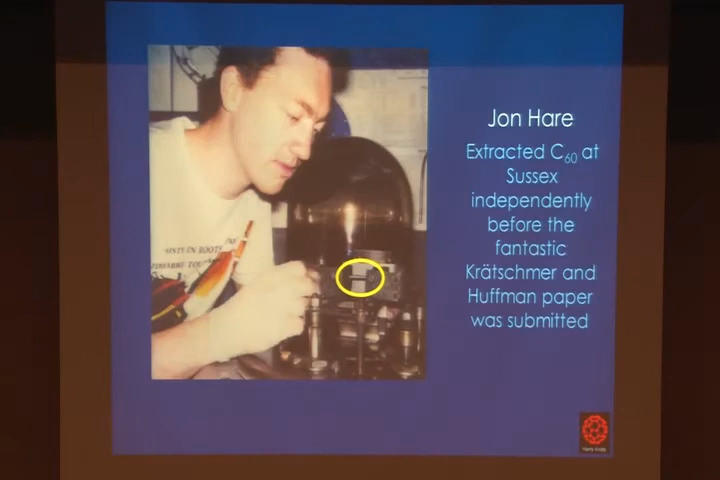 Jon Hare
Extracted C₆₀ at
Sussex
independently
before the
fantastic
Krätschmer and
Huffman paper
was submitted